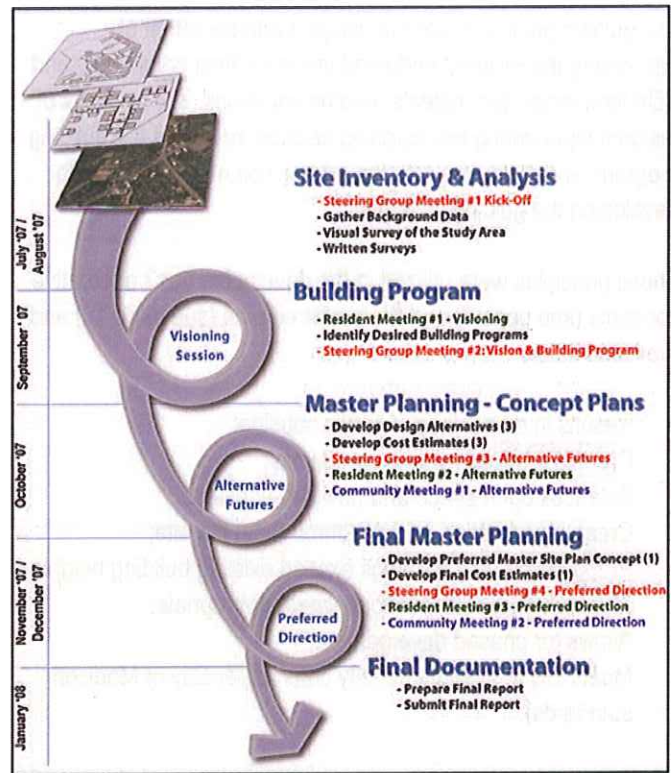 July '07 /
August '07
Site Inventory & Analysis
- Steering Group Meeting #1 Kick-Off
- Gather Background Data
- Visual Survey of the Study Area
- Written Surveys
September ' 07
Visioning
Session
Building Program
- Resident Meeting #1 - Visioning
- Identify Desired Building Programs
- Steering Group Meeting #2: Vision & Building Program
October '07
Alternative
Futures
Master Planning - Concept Plans
- Develop Design Alternatives (3)
- Develop Cost Estimates (3)
- Steering Group Meeting #3 - Alternative Futures
- Resident Meeting #2 - Alternative Futures
- Community Meeting #1 - Alternative Futures
November '07 /
December '07
Preferred
Direction
Final Master Planning
- Develop Preferred Master Site Plan Concept (1)
- Develop Final Cost Estimates (1)
- Steering Group Meeting #4 - Preferred Direction
- Resident Meeting #3 - Preferred Direction
- Community Meeting #2 - Preferred Direction
January '08
Final Documentation
- Prepare Final Report
- Submit Final Report